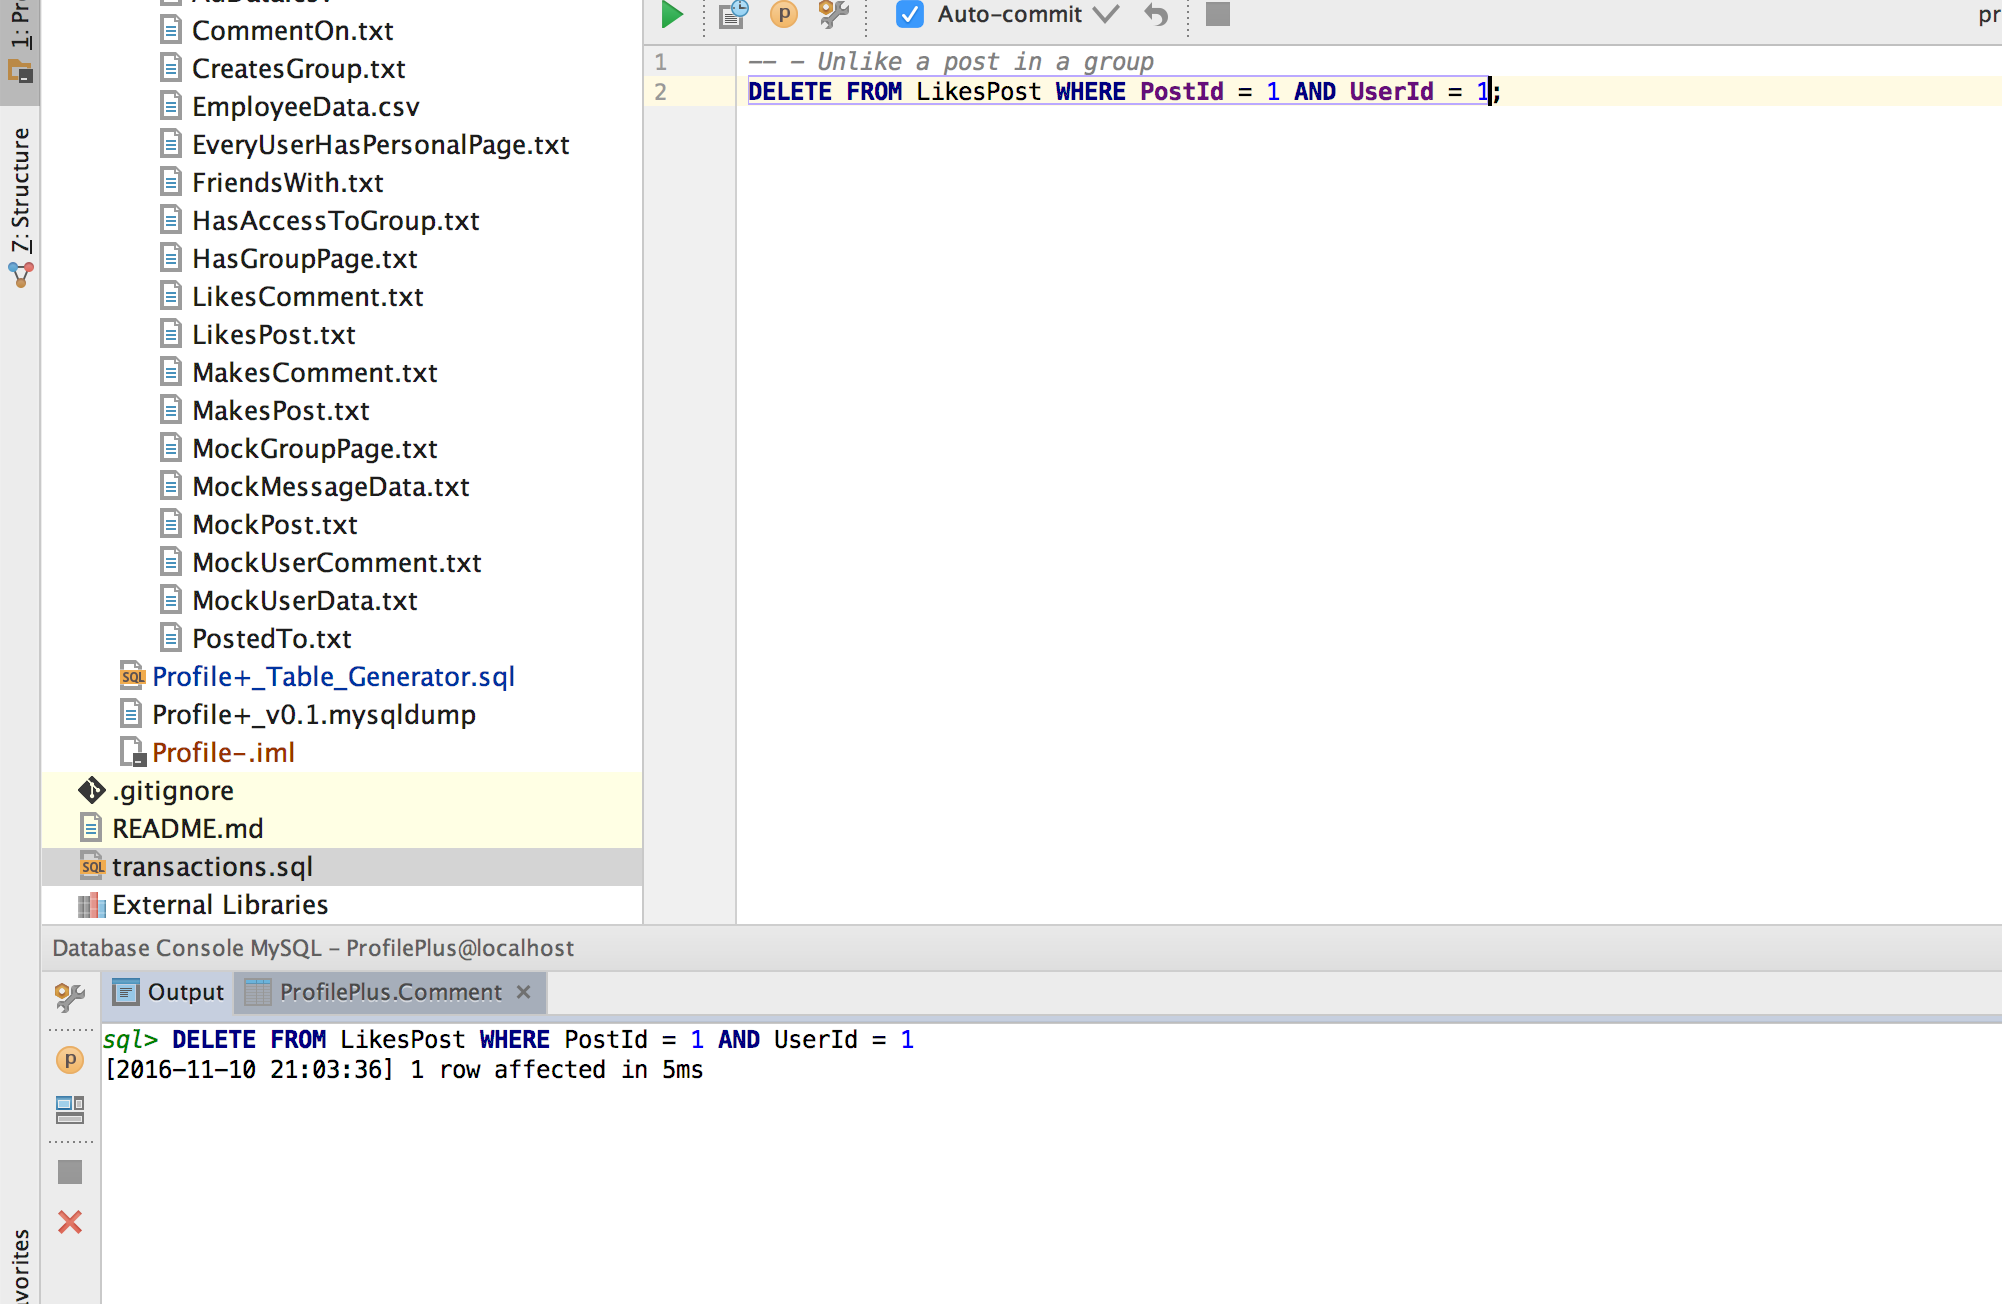 1: Pr
7: Structure
CommentOn.txt
CreatesGroup.txt
EmployeeData.csv
EveryUserHasPersonalPage.txt
FriendsWith.txt
HasAccessToGroup.txt
HasGroupPage.txt
LikesComment.txt
LikesPost.txt
MakesComment.txt
MakesPost.txt
MockGroupPage.txt
MockMessageData.txt
MockPost.txt
MockUserComment.txt
MockUserData.txt
PostedTo.txt
SQL Profile+_Table_Generator.sql
Profile+_v0.1.mysqldump
Profile-.iml
.gitignore
README.md
SQL transactions.sql
External Libraries
P Auto-commit
pr
1 -- - Unlike a post in a group
2 DELETE FROM LikesPost WHERE PostId = 1 AND UserId = 1;
Database Console MySQL – ProfilePlus@localhost
Output ProfilePlus.Comment
sql> DELETE FROM LikesPost WHERE PostId = 1 AND UserId = 1
[2016-11-10 21:03:36] 1 row affected in 5ms
P
vorites